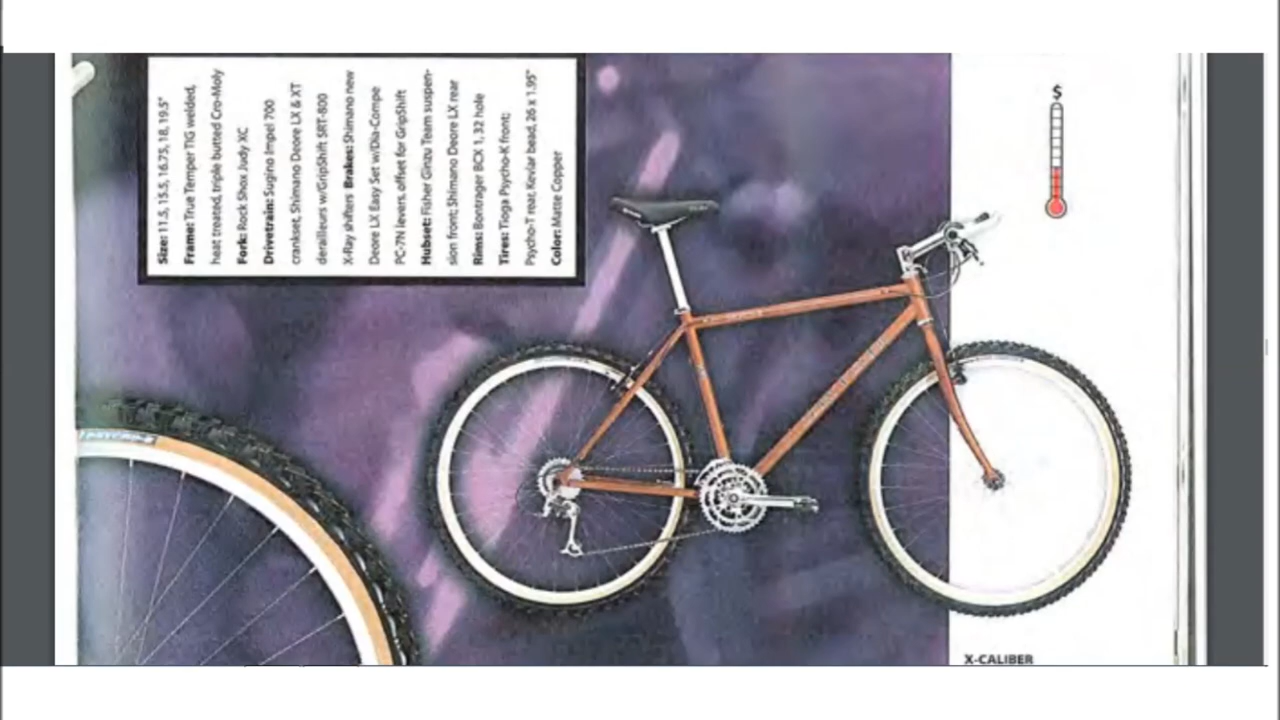 Size: 11.5, 15.5, 16.75, 18, 19.5"
Frame: True Temper TIG welded,
heat treated, triple butted Cro-Moly
Fork: Rock Shox Judy XC
Drivetrain: Sugino Impel 700
crankset, Shimano Deore LX & XT
derailleurs w/GripShift SRT-800
X-Ray shifters Brakes: Shimano new
Deore LX Easy Set w/Dia-Compe
PC-7N levers, offset for GripShift
Hubset: Fisher Ginzu Team suspen-
sion front; Shimano Deore LX rear
Rims: Bontrager BCX 1, 32 hole
Tires: Tioga Psycho-K front;
Psycho-T rear, Kevlar bead, 26 x 1.95"
Color: Matte Copper
$
PSYCHO-K
X-CALIBER